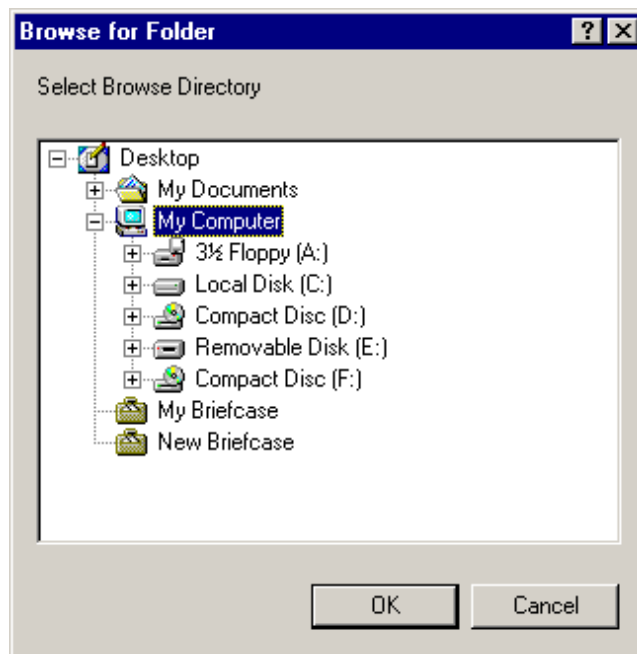 Browse for Folder
Select Browse Directory
Desktop
My Documents
My Computer
3½ Floppy (A:)
Local Disk (C:)
Compact Disc (D:)
Removable Disk (E:)
Compact Disc (F:)
My Briefcase
New Briefcase
OK Cancel